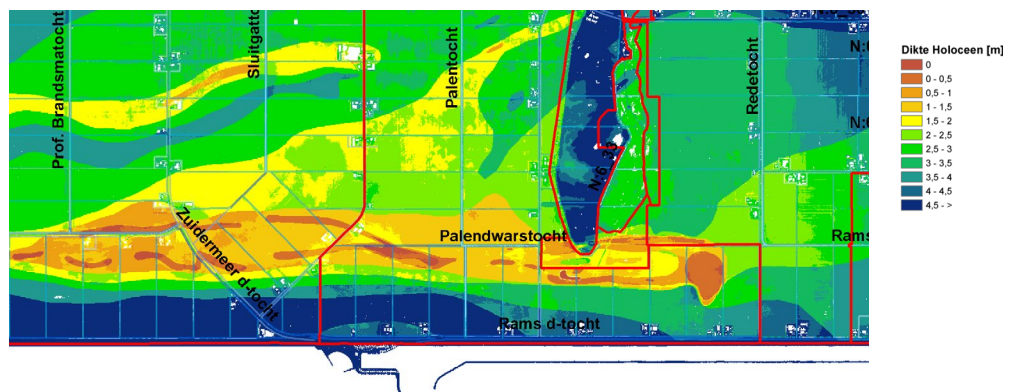 Prof. Brandsmatocht
Sluitgatto
Palentocht
Redetocht
N:6
N:6
N:6_33
Zuidermeer d-tocht
Palendwarstocht
Rams
Rams d-tocht
Dikte Holoceen [m]
0
0 - 0,5
0,5 - 1
1 - 1,5
1,5 - 2
2 - 2,5
2,5 - 3
3 - 3,5
3,5 - 4
4 - 4,5
4,5 - >